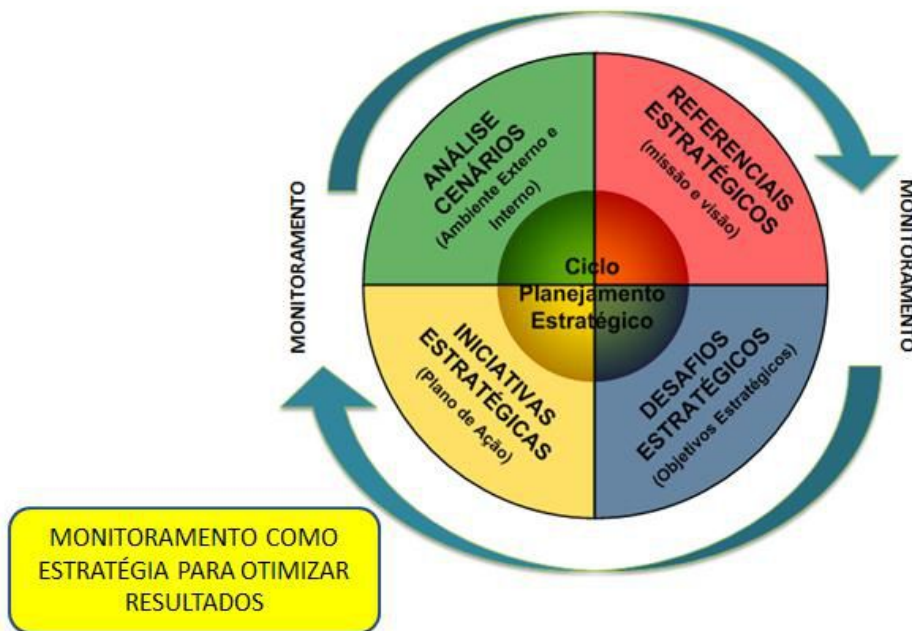 ANÁLISE
CENÁRIOS
(Ambiente Externo e
Interno)
REFERENCIAIS
ESTRATÉGICOS
(missão e visão)
MONITORAMENTO
MONITORAMENTO
Ciclo
Planejamento
Estratégico
INICIATIVAS
ESTRATÉGICAS
(Plano de Ação)
DESAFIOS
ESTRATÉGICOS
(Objetivos Estratégicos)
MONITORAMENTO COMO
ESTRATÉGIA PARA OTIMIZAR
RESULTADOS